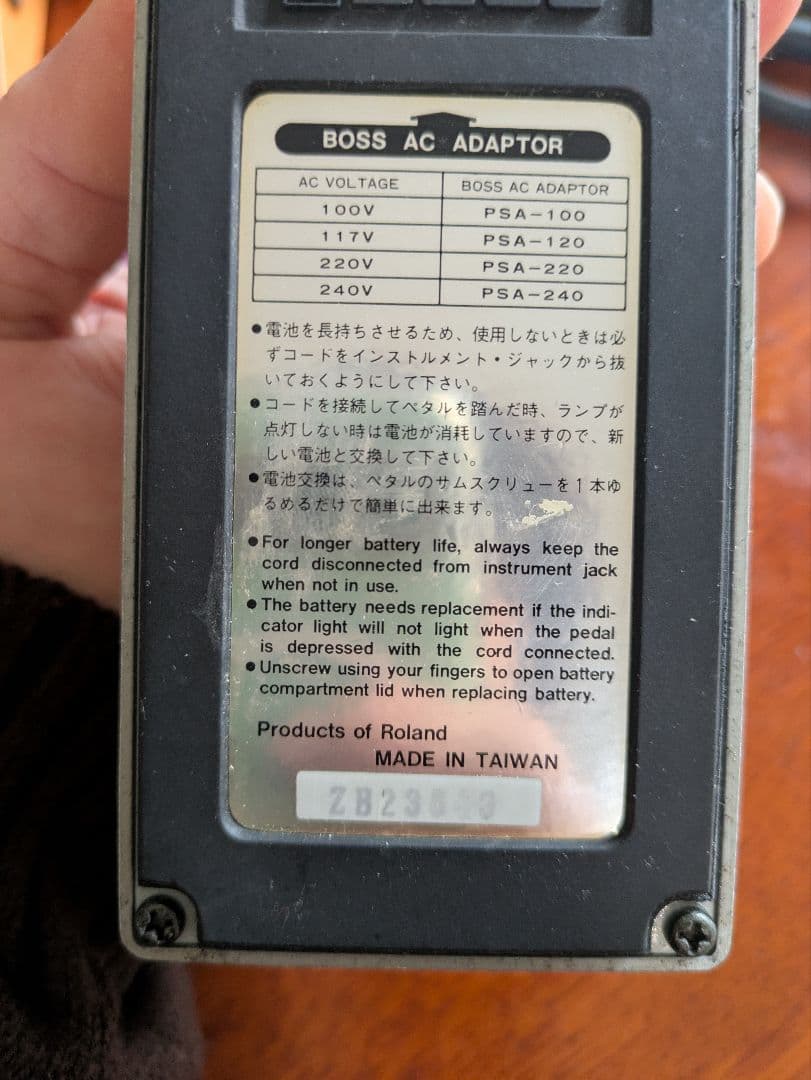 BOSS AC ADAPTOR
AC VOLTAGE BOSS AC ADAPTOR
100V PSA-100
117V PSA-120
220V PSA-220
240V PSA-240
●電池を長持ちさせるため、使用しないときは必
ずコードをインストルメント・ジャックから抜
いておくようにして下さい。
●コードを接続してペダルを踏んだ時、ランプが
点灯しない時は電池が消耗していますので、新
しい電池と交換して下さい。
●電池交換は、ペダルのサムスクリューを1本ゆ
るめるだけで簡単に出来ます。
●For longer battery life, always keep the
cord disconnected from instrument jack
when not in use.
●The battery needs replacement if the indi-
cator light will not light when the pedal
is depressed with the cord connected.
●Unscrew using your fingers to open battery
compartment lid when replacing battery.
Products of Roland
MADE IN TAIWAN